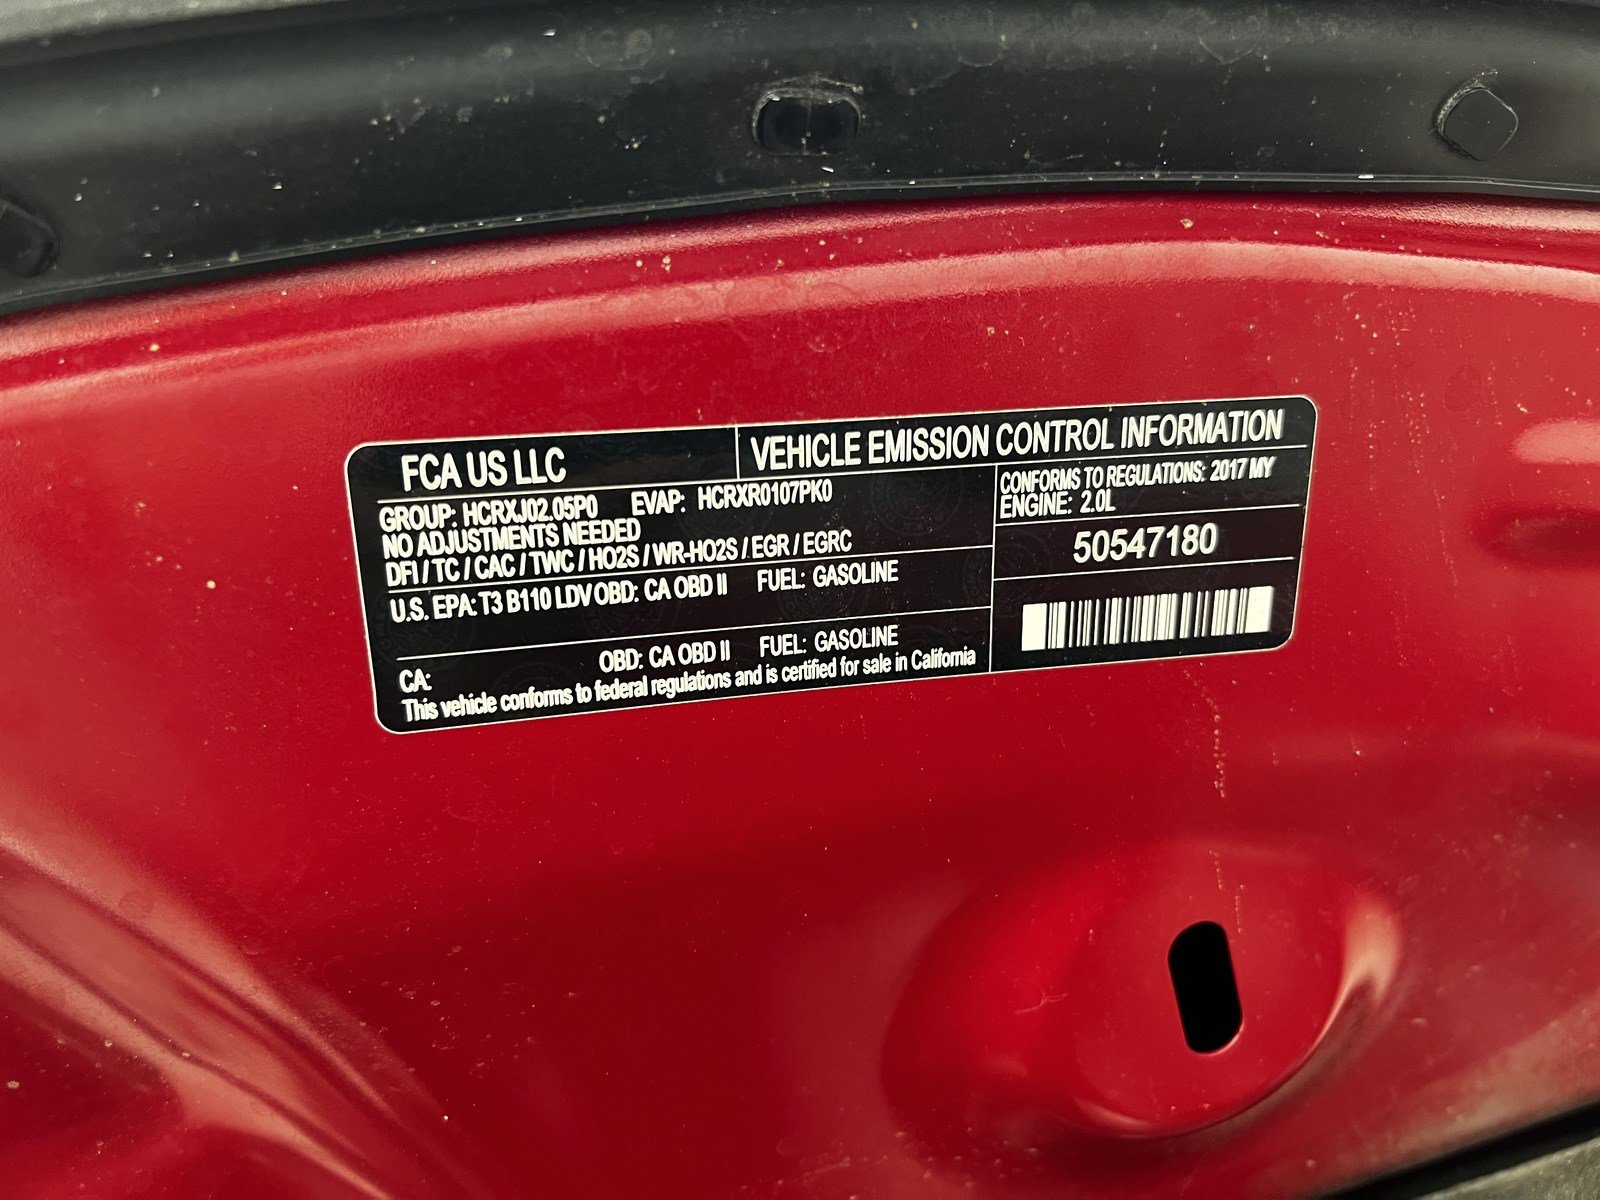 FCA US LLC
VEHICLE EMISSION CONTROL INFORMATION
GROUP: HCRXJ02.05P0 EVAP: HCRXR0107PK0
NO ADJUSTMENTS NEEDED
DFI / TC / CAC / TWC / HO2S / WR-HO2S / EGR / EGRC
U.S. EPA: T3 B110 LDV OBD: CA OBD II FUEL: GASOLINE
OBD: CA OBD II FUEL: GASOLINE
CA:
This vehicle conforms to federal regulations and is certified for sale in California
CONFORMS TO REGULATIONS: 2017 MY
ENGINE: 2.0L
50547180